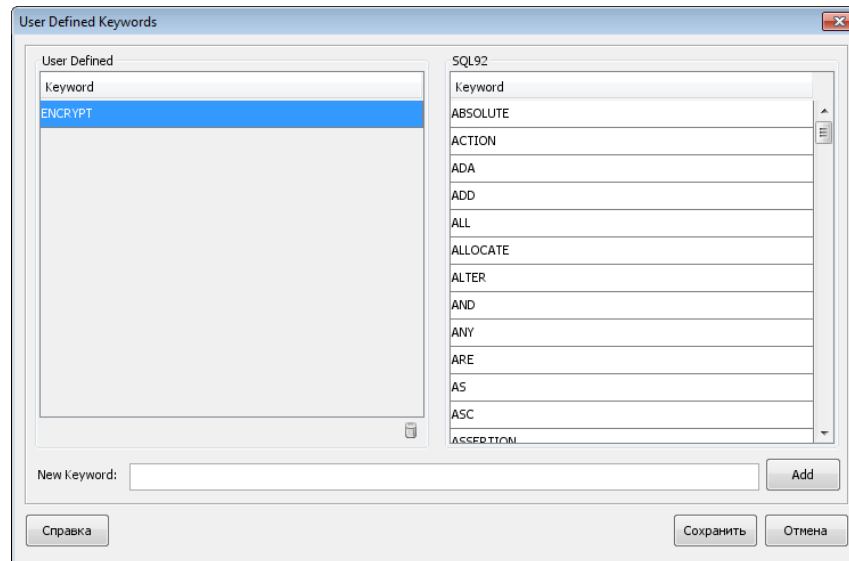 User Defined Keywords
User Defined
Keyword
ENCRYPT
SQL92
Keyword
ABSOLUTE
ACTION
ADA
ADD
ALL
ALLOCATE
ALTER
AND
ANY
ARE
AS
ASC
ASSERTION
New Keyword:
Add
Справка
Сохранить
Отмена